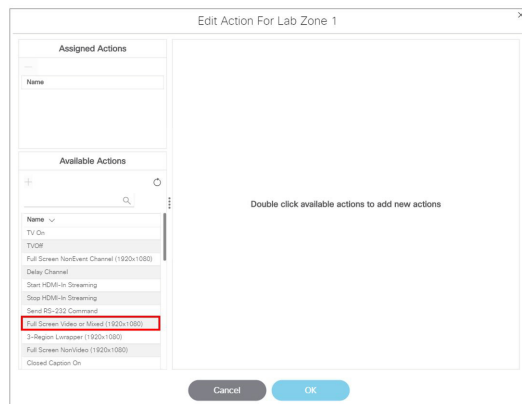 Edit Action For Lab Zone 1
Assigned Actions
Name
Available Actions
Name
TV On
TVOff
Full Screen NonEvent Channel (1920x1080)
Delay Channel
Start HDMI-In Streaming
Stop HDMI-In Streaming
Send RS-232 Command
Full Screen Video or Mixed (1920x1080)
3-Region Lwrapper (1920x1080)
Full Screen NonVideo (1920x1080)
Closed Caption On
Double click available actions to add new actions
Cancel
OK